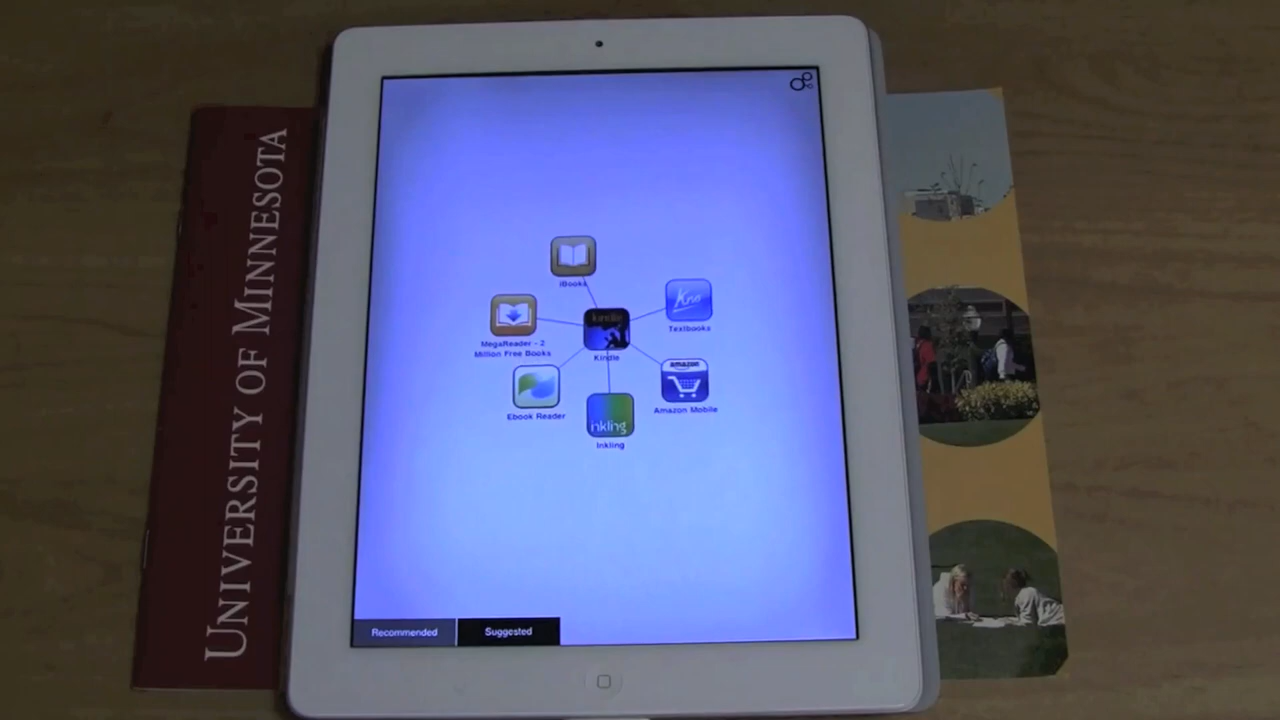 UNIVERSITY OF MINNESOTA
iBooks
Kno
Textbooks
MegaReader - 2
Million Free Books
kindle
Kindle
amazon
Amazon Mobile
Ebook Reader
inkling
Inkling
Recommended
Suggested